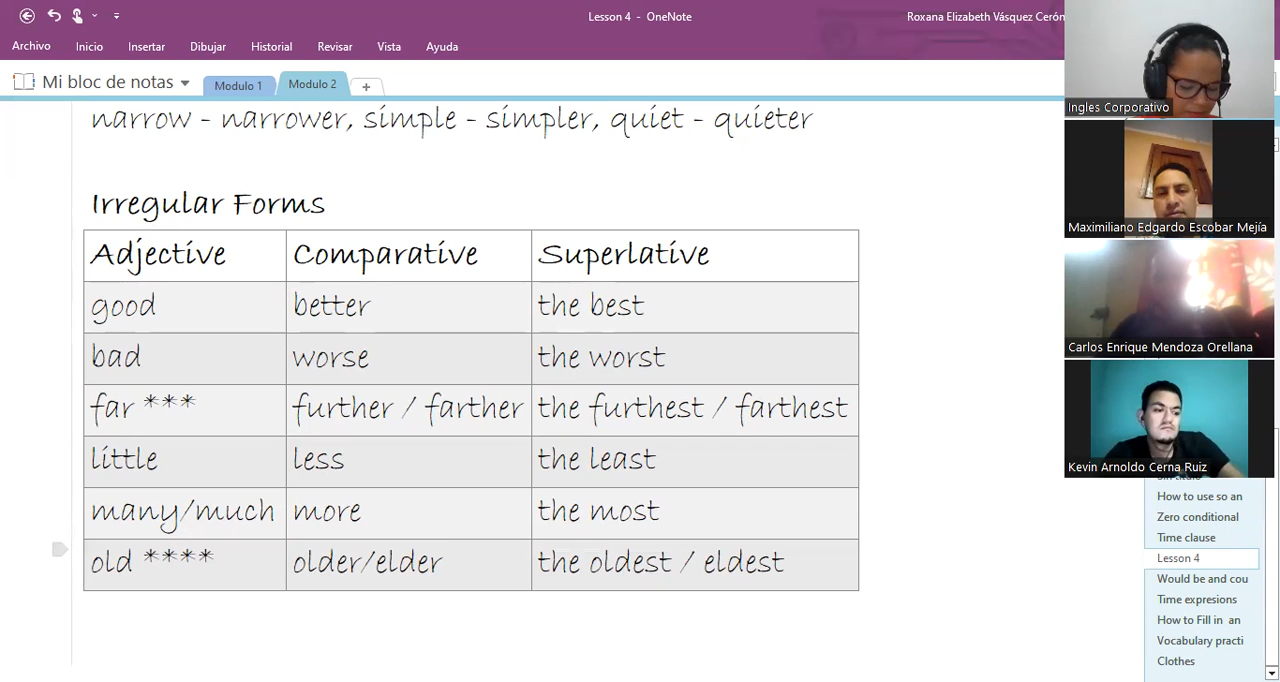 Lesson 4 - OneNote
Roxana Elizabeth Vásquez Cerón
Archivo Inicio Insertar Dibujar Historial Revisar Vista Ayuda
Mi bloc de notas Modulo 1 Modulo 2 +
narrow - narrower, simple - simpler, quiet - quieter
Irregular Forms
Adjective Comparative Superlative
good better the best
bad worse the worst
far *** further / farther the furthest / farthest
little less the least
many/much more the most
old **** older/elder the oldest / eldest
Ingles Corporativo
Maximiliano Edgardo Escobar Mejía
Carlos Enrique Mendoza Orellana
Kevin Arnoldo Cerna Ruiz
How to use so an
Zero conditional
Time clause
Lesson 4
Would be and cou
Time expresions
How to Fill in an
Vocabulary practi
Clothes